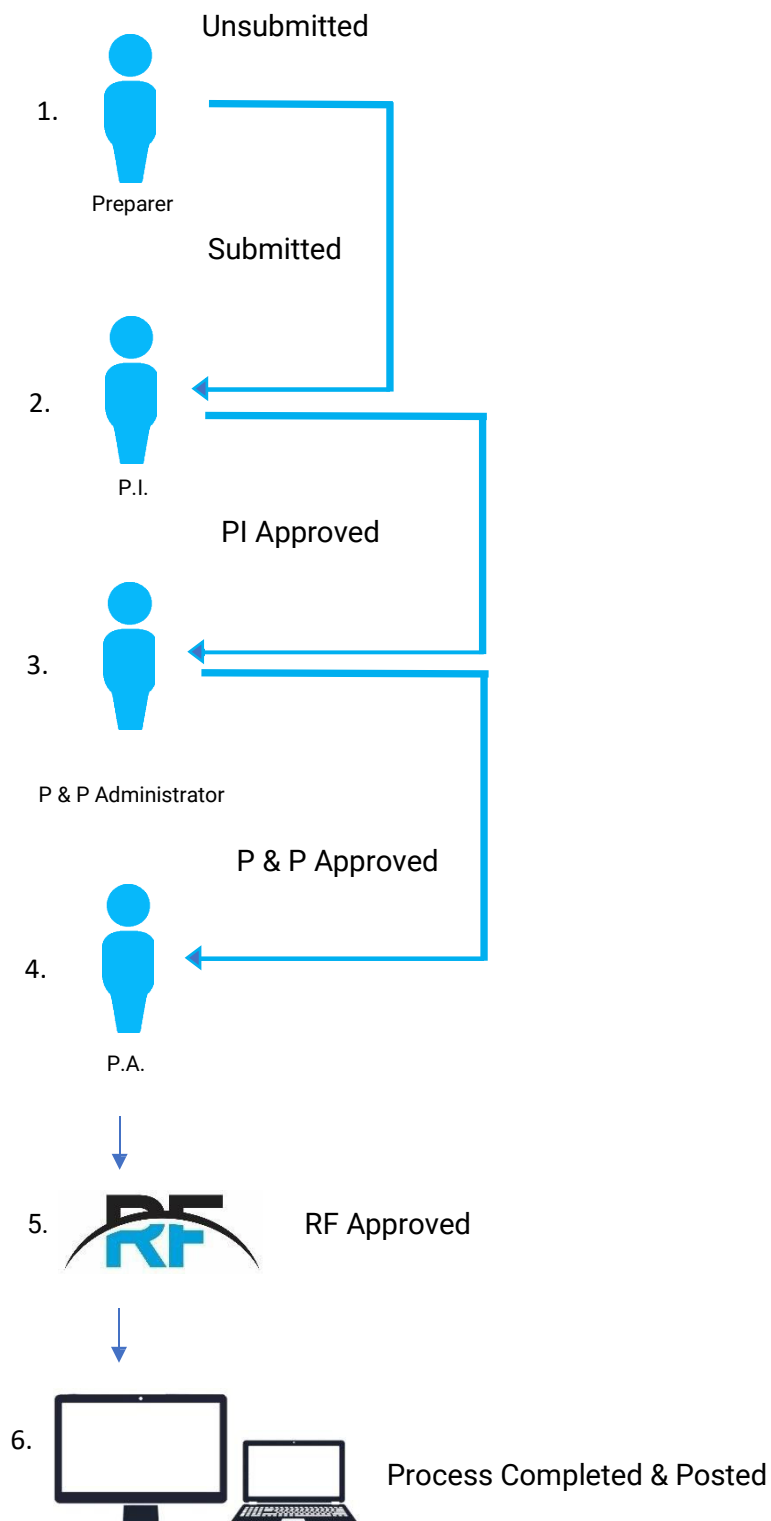 Unsubmitted
1.
Preparer
Submitted
2.
P.I.
PI Approved
3.
P & P Administrator
P & P Approved
4.
P.A.
5.
RF
RF Approved
6.
Process Completed & Posted